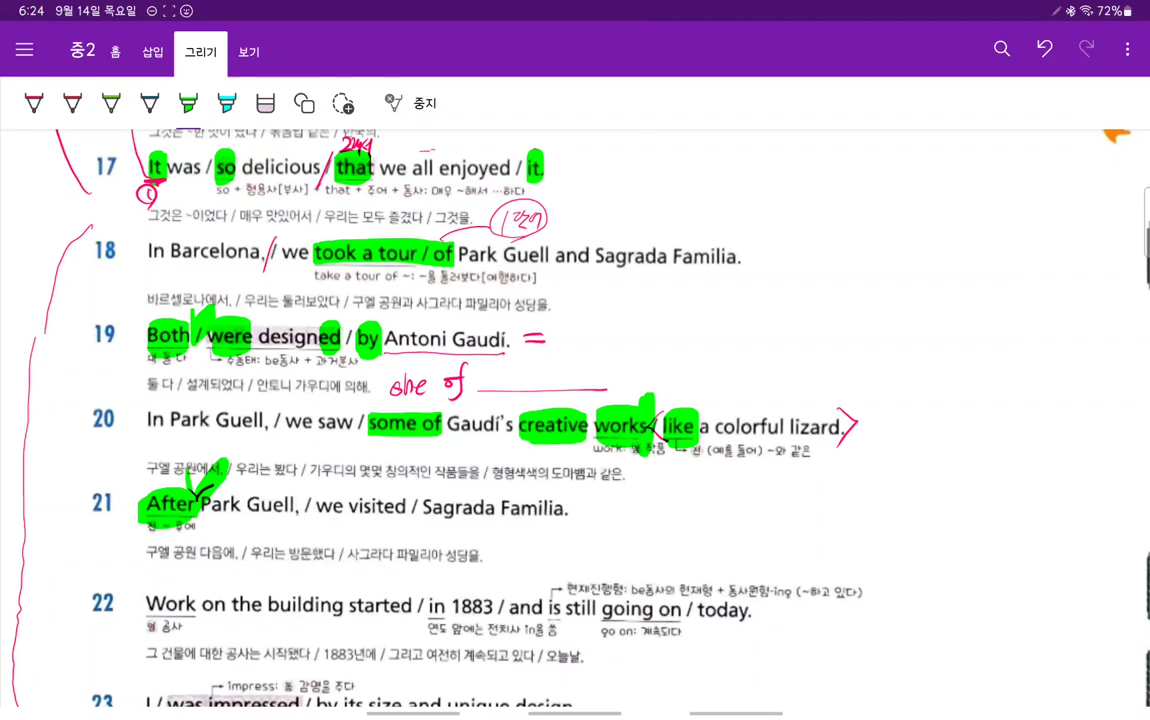 6:24 9월 14일 목요일 72%
중2 홈 삽입 그리기 보기
중지
17 It was / so delicious / that we all enjoyed / it.
so + 형용사[부사] + that + 주어 + 동사: 매우 ~해서 …하다
그것은 ~이었다 / 매우 맛있어서 / 우리는 모두 즐겼다 / 그것을.
18 In Barcelona, / we took a tour / of Park Guell and Sagrada Familia.
take a tour of ~: ~을 둘러보다[여행하다]
바르셀로나에서, / 우리는 둘러보았다 / 구엘 공원과 사그라다 파밀리아 성당을.
19 Both / were designed / by Antoni Gaudí. =
수동태: be동사 + 과거분사
둘 다 / 설계되었다 / 안토니 가우디에 의해.
one of
20 In Park Guell, / we saw / some of Gaudí's creative works / like a colorful lizard.
work: 명 작품 전 (예를 들어) ~와 같은
구엘 공원에서, / 우리는 봤다 / 가우디의 몇몇 창의적인 작품들을 / 형형색색의 도마뱀과 같은.
21 After Park Guell, / we visited / Sagrada Familia.
전 ~ 후에
구엘 공원 다음에, / 우리는 방문했다 / 사그라다 파밀리아 성당을.
현재진행형: be동사의 현재형 + 동사원형-ing (~하고 있다)
22 Work on the building started / in 1883 / and is still going on / today.
명 공사 연도 앞에는 전치사 in을 씀 go on: 계속되다
그 건물에 대한 공사는 시작됐다 / 1883년에 / 그리고 여전히 계속되고 있다 / 오늘날.
impress: 동 감명을 주다
23 I / was impressed / by its size and unique design.